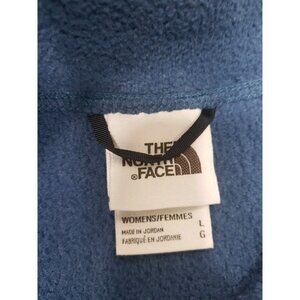 THE
NORTH
®FACE
WOMENS/FEMMES
L
MADE IN JORDAN
FABRIQUÉ EN JORDANIE
G